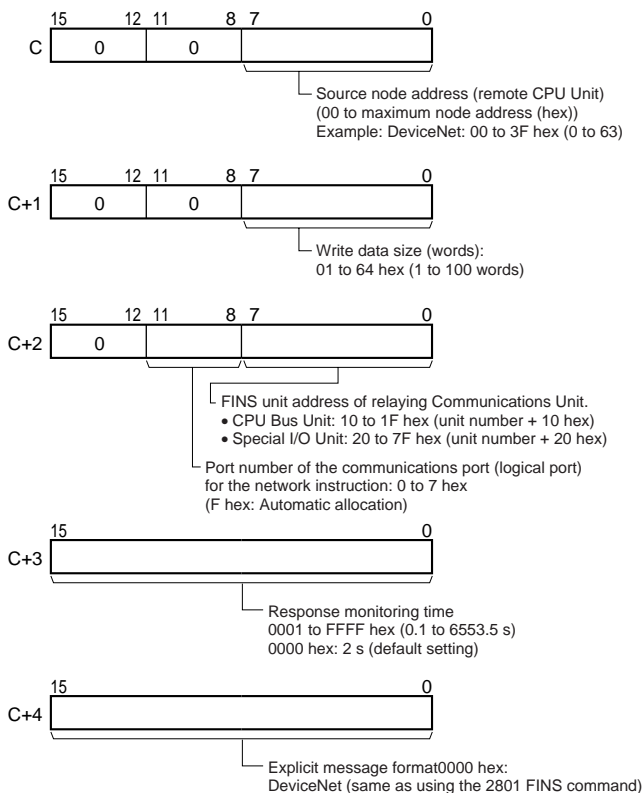 15 12 11 8 7 0
C 0 0
Source node address (remote CPU Unit)
(00 to maximum node address (hex))
Example: DeviceNet: 00 to 3F hex (0 to 63)
15 12 11 8 7 0
C+1 0 0
Write data size (words):
01 to 64 hex (1 to 100 words)
15 12 11 8 7 0
C+2 0
FINS unit address of relaying Communications Unit.
• CPU Bus Unit: 10 to 1F hex (unit number + 10 hex)
• Special I/O Unit: 20 to 7F hex (unit number + 20 hex)
Port number of the communications port (logical port)
for the network instruction: 0 to 7 hex
(F hex: Automatic allocation)
15 0
C+3
Response monitoring time
0001 to FFFF hex (0.1 to 6553.5 s)
0000 hex: 2 s (default setting)
15 0
C+4
Explicit message format0000 hex:
DeviceNet (same as using the 2801 FINS command)